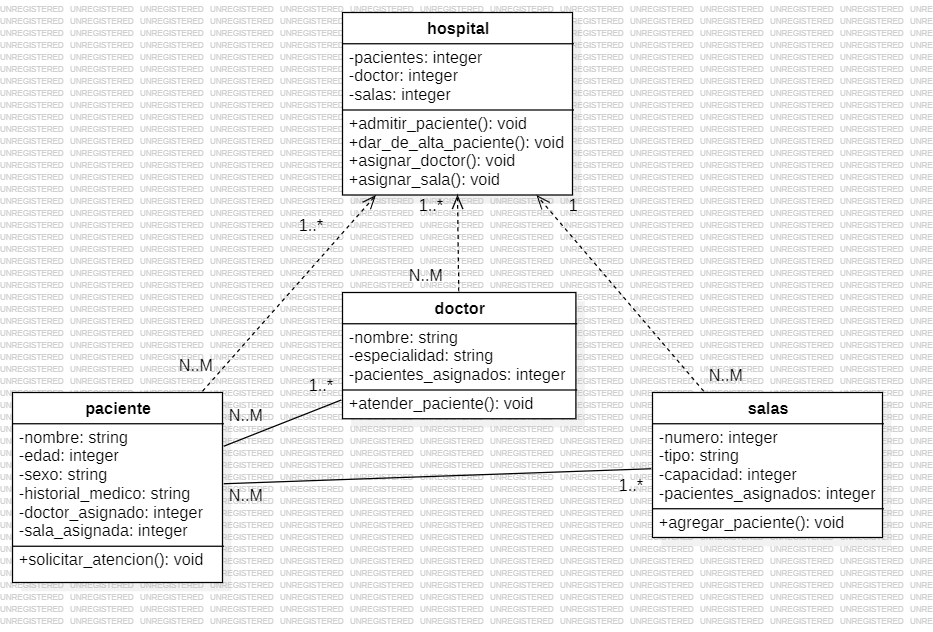 hospital
-pacientes: integer
-doctor: integer
-salas: integer
+admitir_paciente(): void
+dar_de_alta_paciente(): void
+asignar_doctor(): void
+asignar_sala(): void
1..*
1..*
1
N..M
N..M
N..M
doctor
-nombre: string
-especialidad: string
-pacientes_asignados: integer
+atender_paciente(): void
1..*
N..M
paciente
-nombre: string
-edad: integer
-sexo: string
-historial_medico: string
-doctor_asignado: integer
-sala_asignada: integer
+solicitar_atencion(): void
N..M
1..*
salas
-numero: integer
-tipo: string
-capacidad: integer
-pacientes_asignados: integer
+agregar_paciente(): void
UNREGISTERED